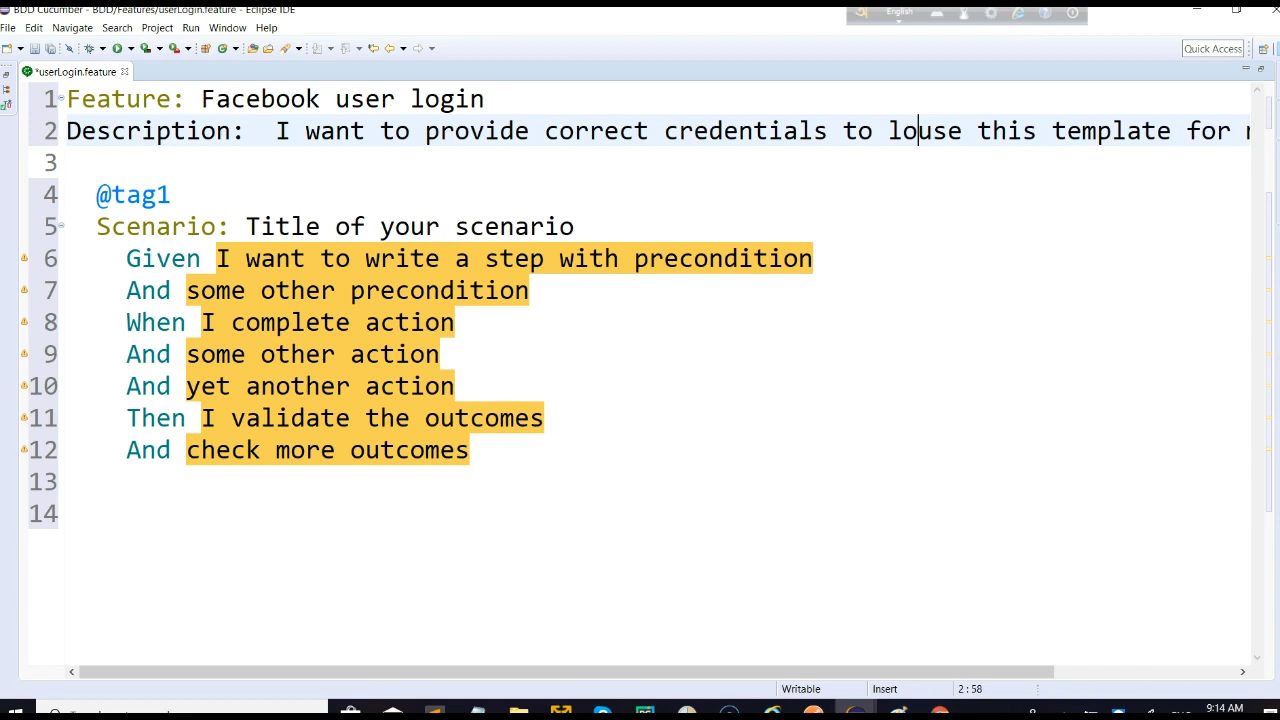 BDD Cucumber - BDD/Features/userLogin.feature - Eclipse IDE
English
File Edit Navigate Search Project Run Window Help
Quick Access
*userLogin.feature
1 Feature: Facebook user login
2 Description:  I want to provide correct credentials to louse this template for
3
4 @tag1
5 Scenario: Title of your scenario
6 Given I want to write a step with precondition
7 And some other precondition
8 When I complete action
9 And some other action
10 And yet another action
11 Then I validate the outcomes
12 And check more outcomes
13
14
Writable Insert 2 : 58
9:14 AM